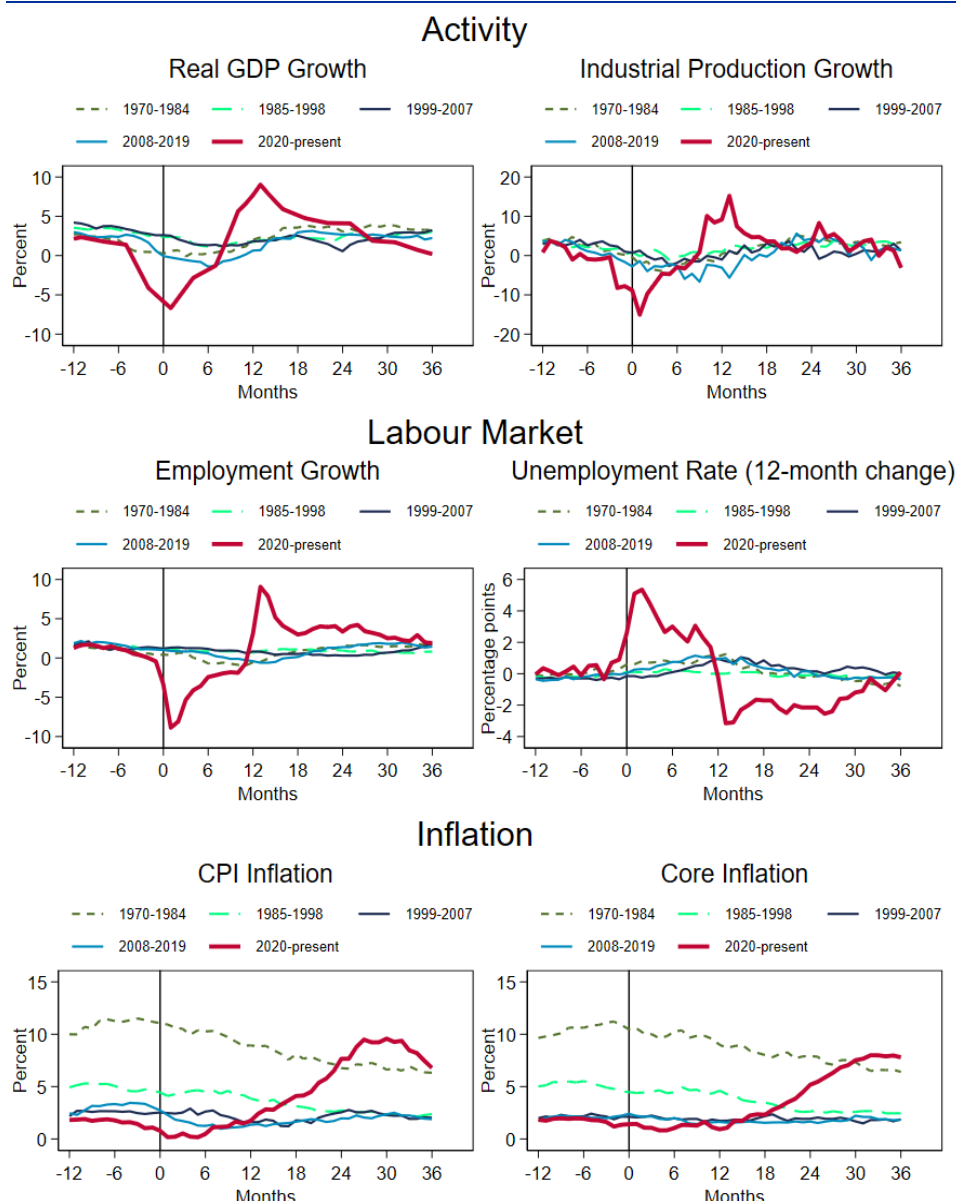 Activity
Real GDP Growth
Industrial Production Growth
1970-1984 1985-1998 1999-2007
2008-2019 2020-present
1970-1984 1985-1998 1999-2007
2008-2019 2020-present
Percent
10
5
0
-5
-10
-12 -6 0 6 12 18 24 30 36
Months
Percent
20
10
0
-10
-20
-12 -6 0 6 12 18 24 30 36
Months
Labour Market
Employment Growth
Unemployment Rate (12-month change)
1970-1984 1985-1998 1999-2007
2008-2019 2020-present
1970-1984 1985-1998 1999-2007
2008-2019 2020-present
Percent
10
5
0
-5
-10
-12 -6 0 6 12 18 24 30 36
Months
Percentage points
6
4
2
0
-2
-4
-12 -6 0 6 12 18 24 30 36
Months
Inflation
CPI Inflation
Core Inflation
1970-1984 1985-1998 1999-2007
2008-2019 2020-present
1970-1984 1985-1998 1999-2007
2008-2019 2020-present
Percent
15
10
5
0
-12 -6 0 6 12 18 24 30 36
Months
Percent
15
10
5
0
-12 -6 0 6 12 18 24 30 36
Months